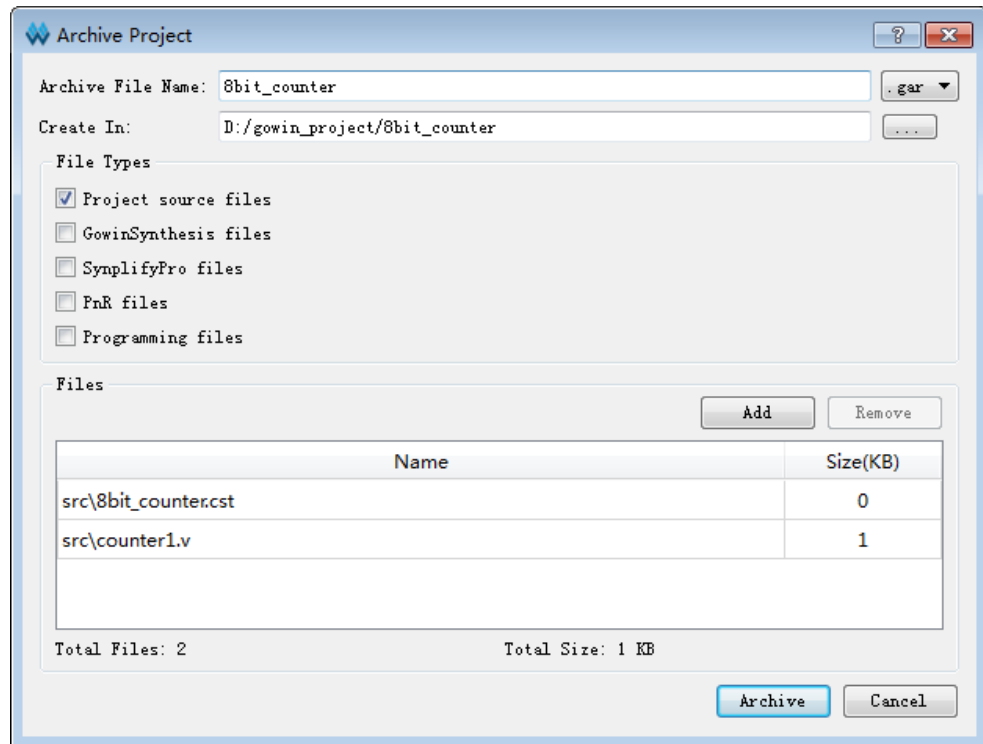 Archive Project
?
Archive File Name: 8bit_counter .gar
Create In: D:/gowin_project/8bit_counter ...
File Types
Project source files
GowinSynthesis files
SynplifyPro files
PnR files
Programming files
Files
Add Remove
Name Size(KB)
src\8bit_counter.cst 0
src\counter1.v 1
Total Files: 2 Total Size: 1 KB
Archive Cancel